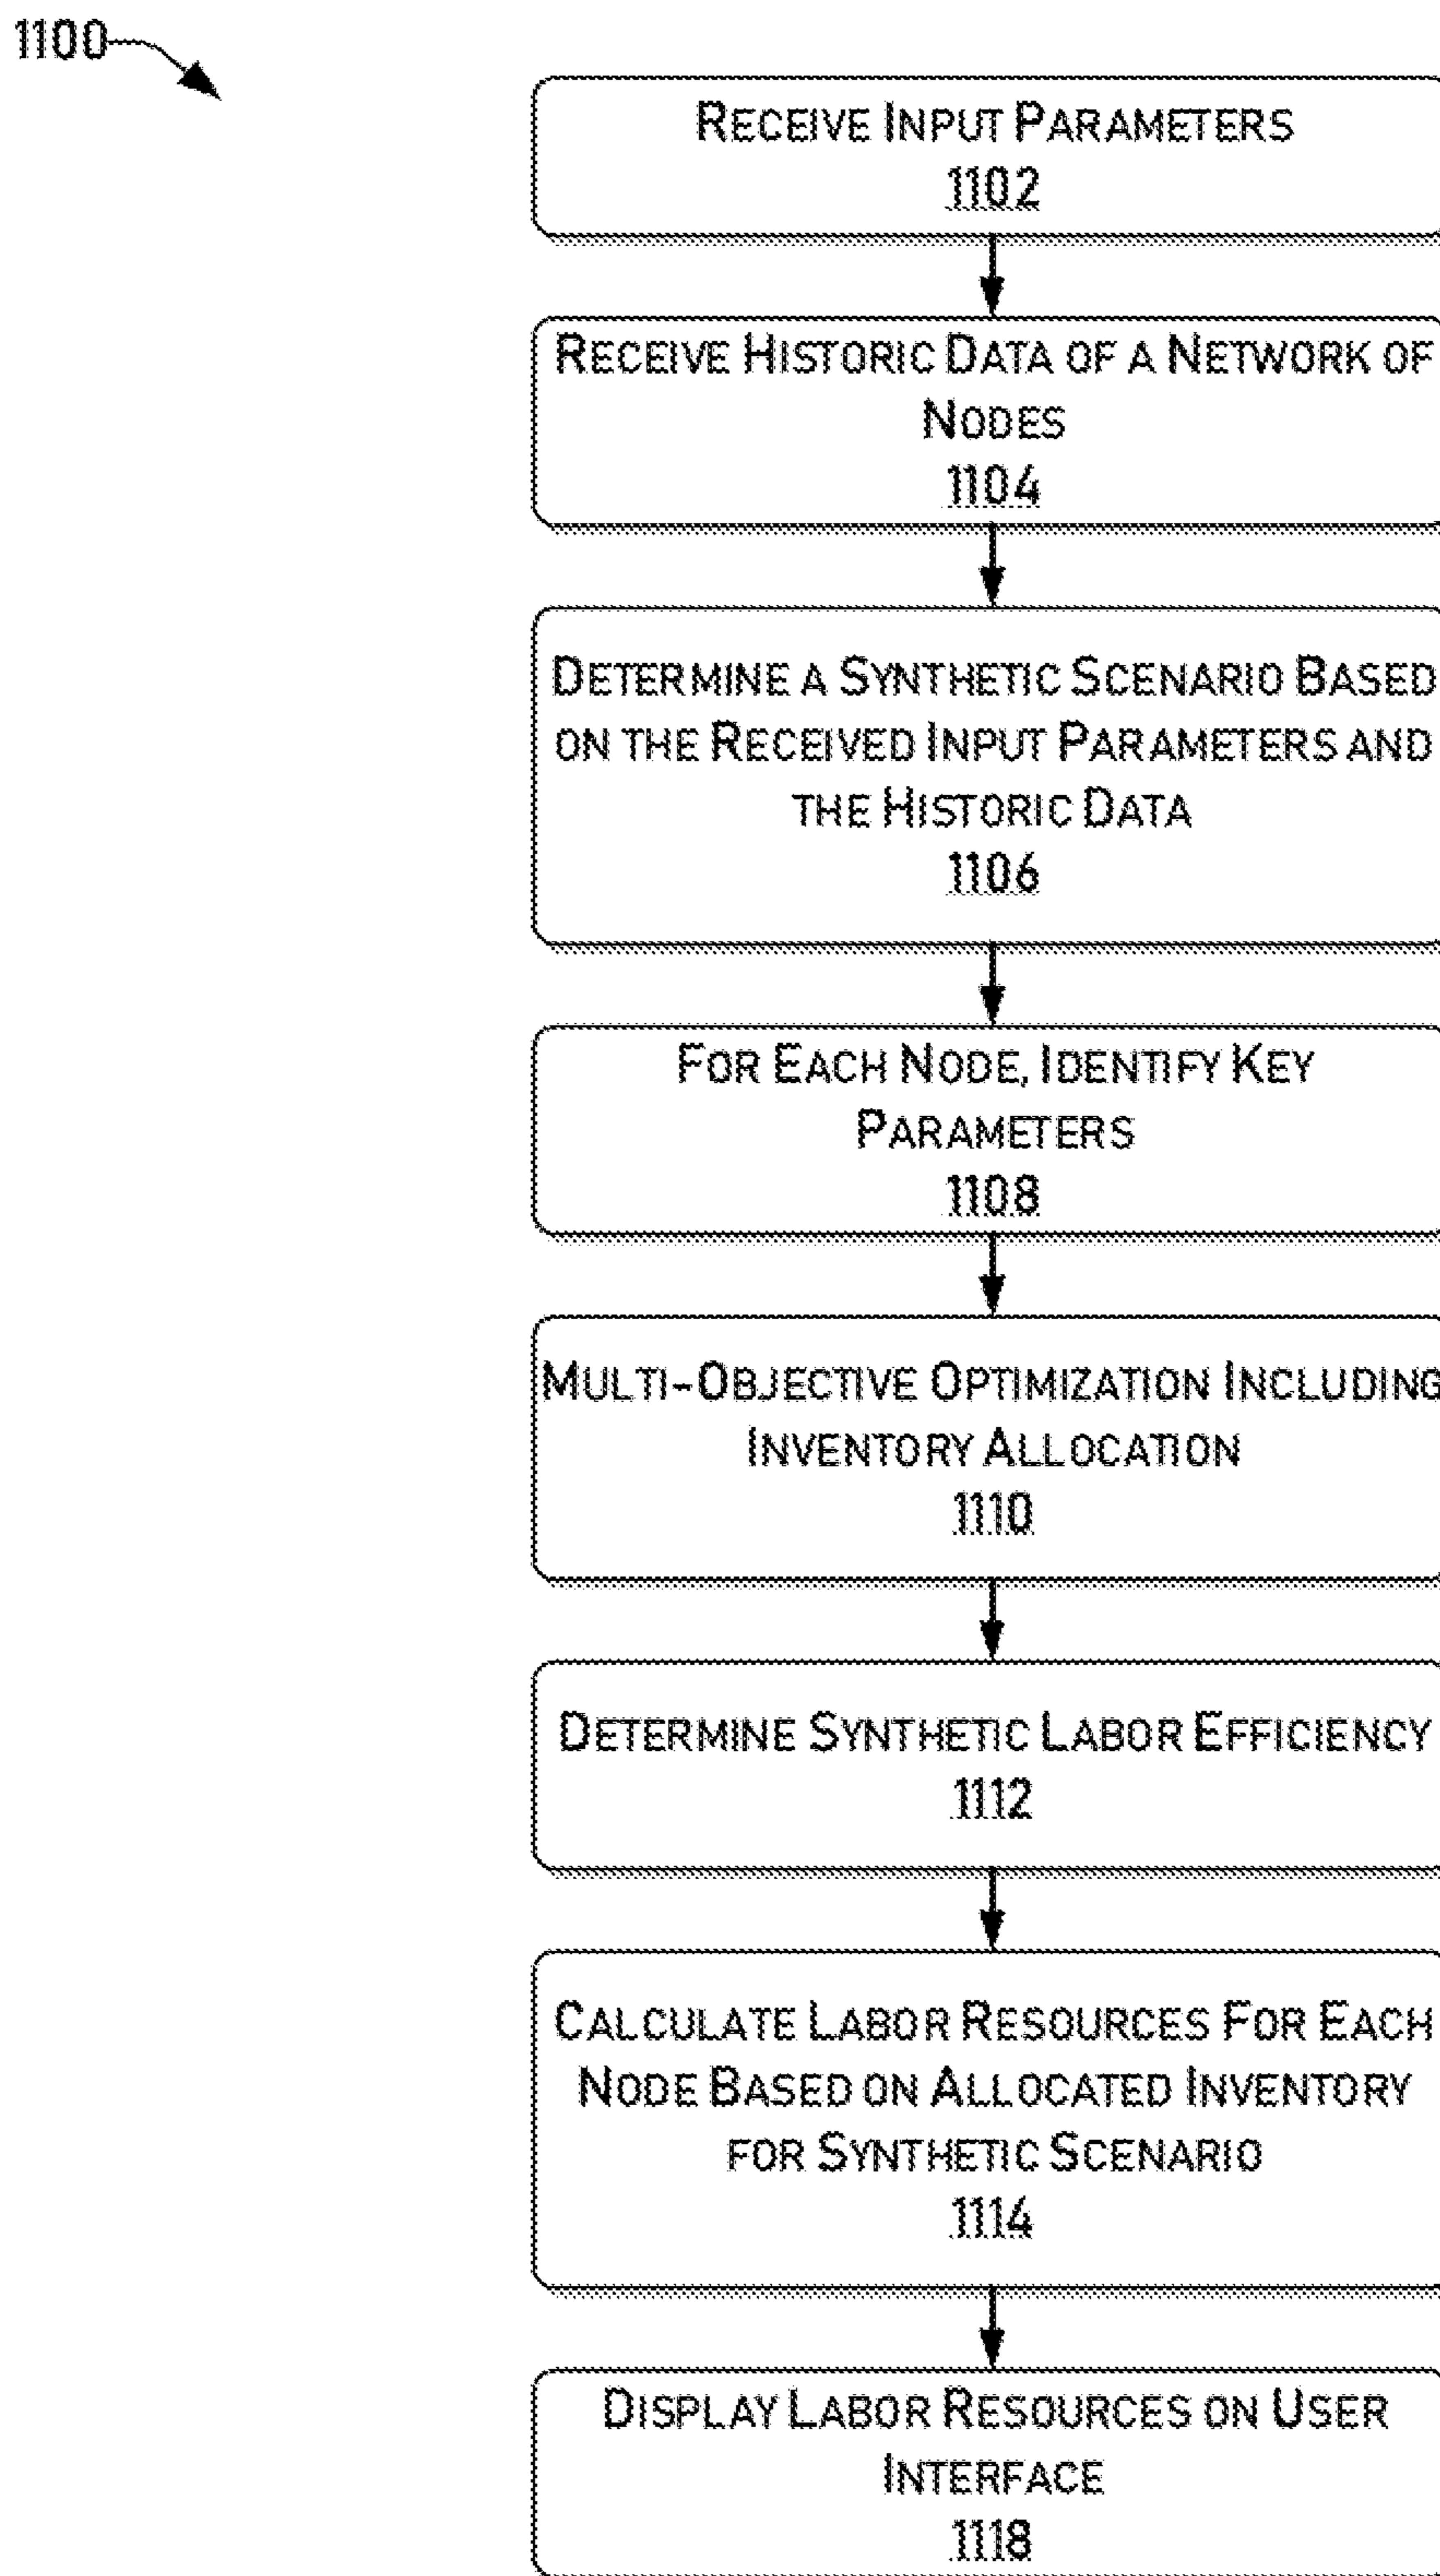 1100
RECEIVE INPUT PARAMETERS
1102
RECEIVE HISTORIC DATA OF A NETWORK OF
NODES
1104
DETERMINE A SYNTHETIC SCENARIO BASED
ON THE RECEIVED INPUT PARAMETERS AND
THE HISTORIC DATA
1106
FOR EACH NODE, IDENTIFY KEY
PARAMETERS
1108
MULTI-OBJECTIVE OPTIMIZATION INCLUDING
INVENTORY ALLOCATION
1110
DETERMINE SYNTHETIC LABOR EFFICIENCY
1112
CALCULATE LABOR RESOURCES FOR EACH
NODE BASED ON ALLOCATED INVENTORY
FOR SYNTHETIC SCENARIO
1114
DISPLAY LABOR RESOURCES ON USER
INTERFACE
1118